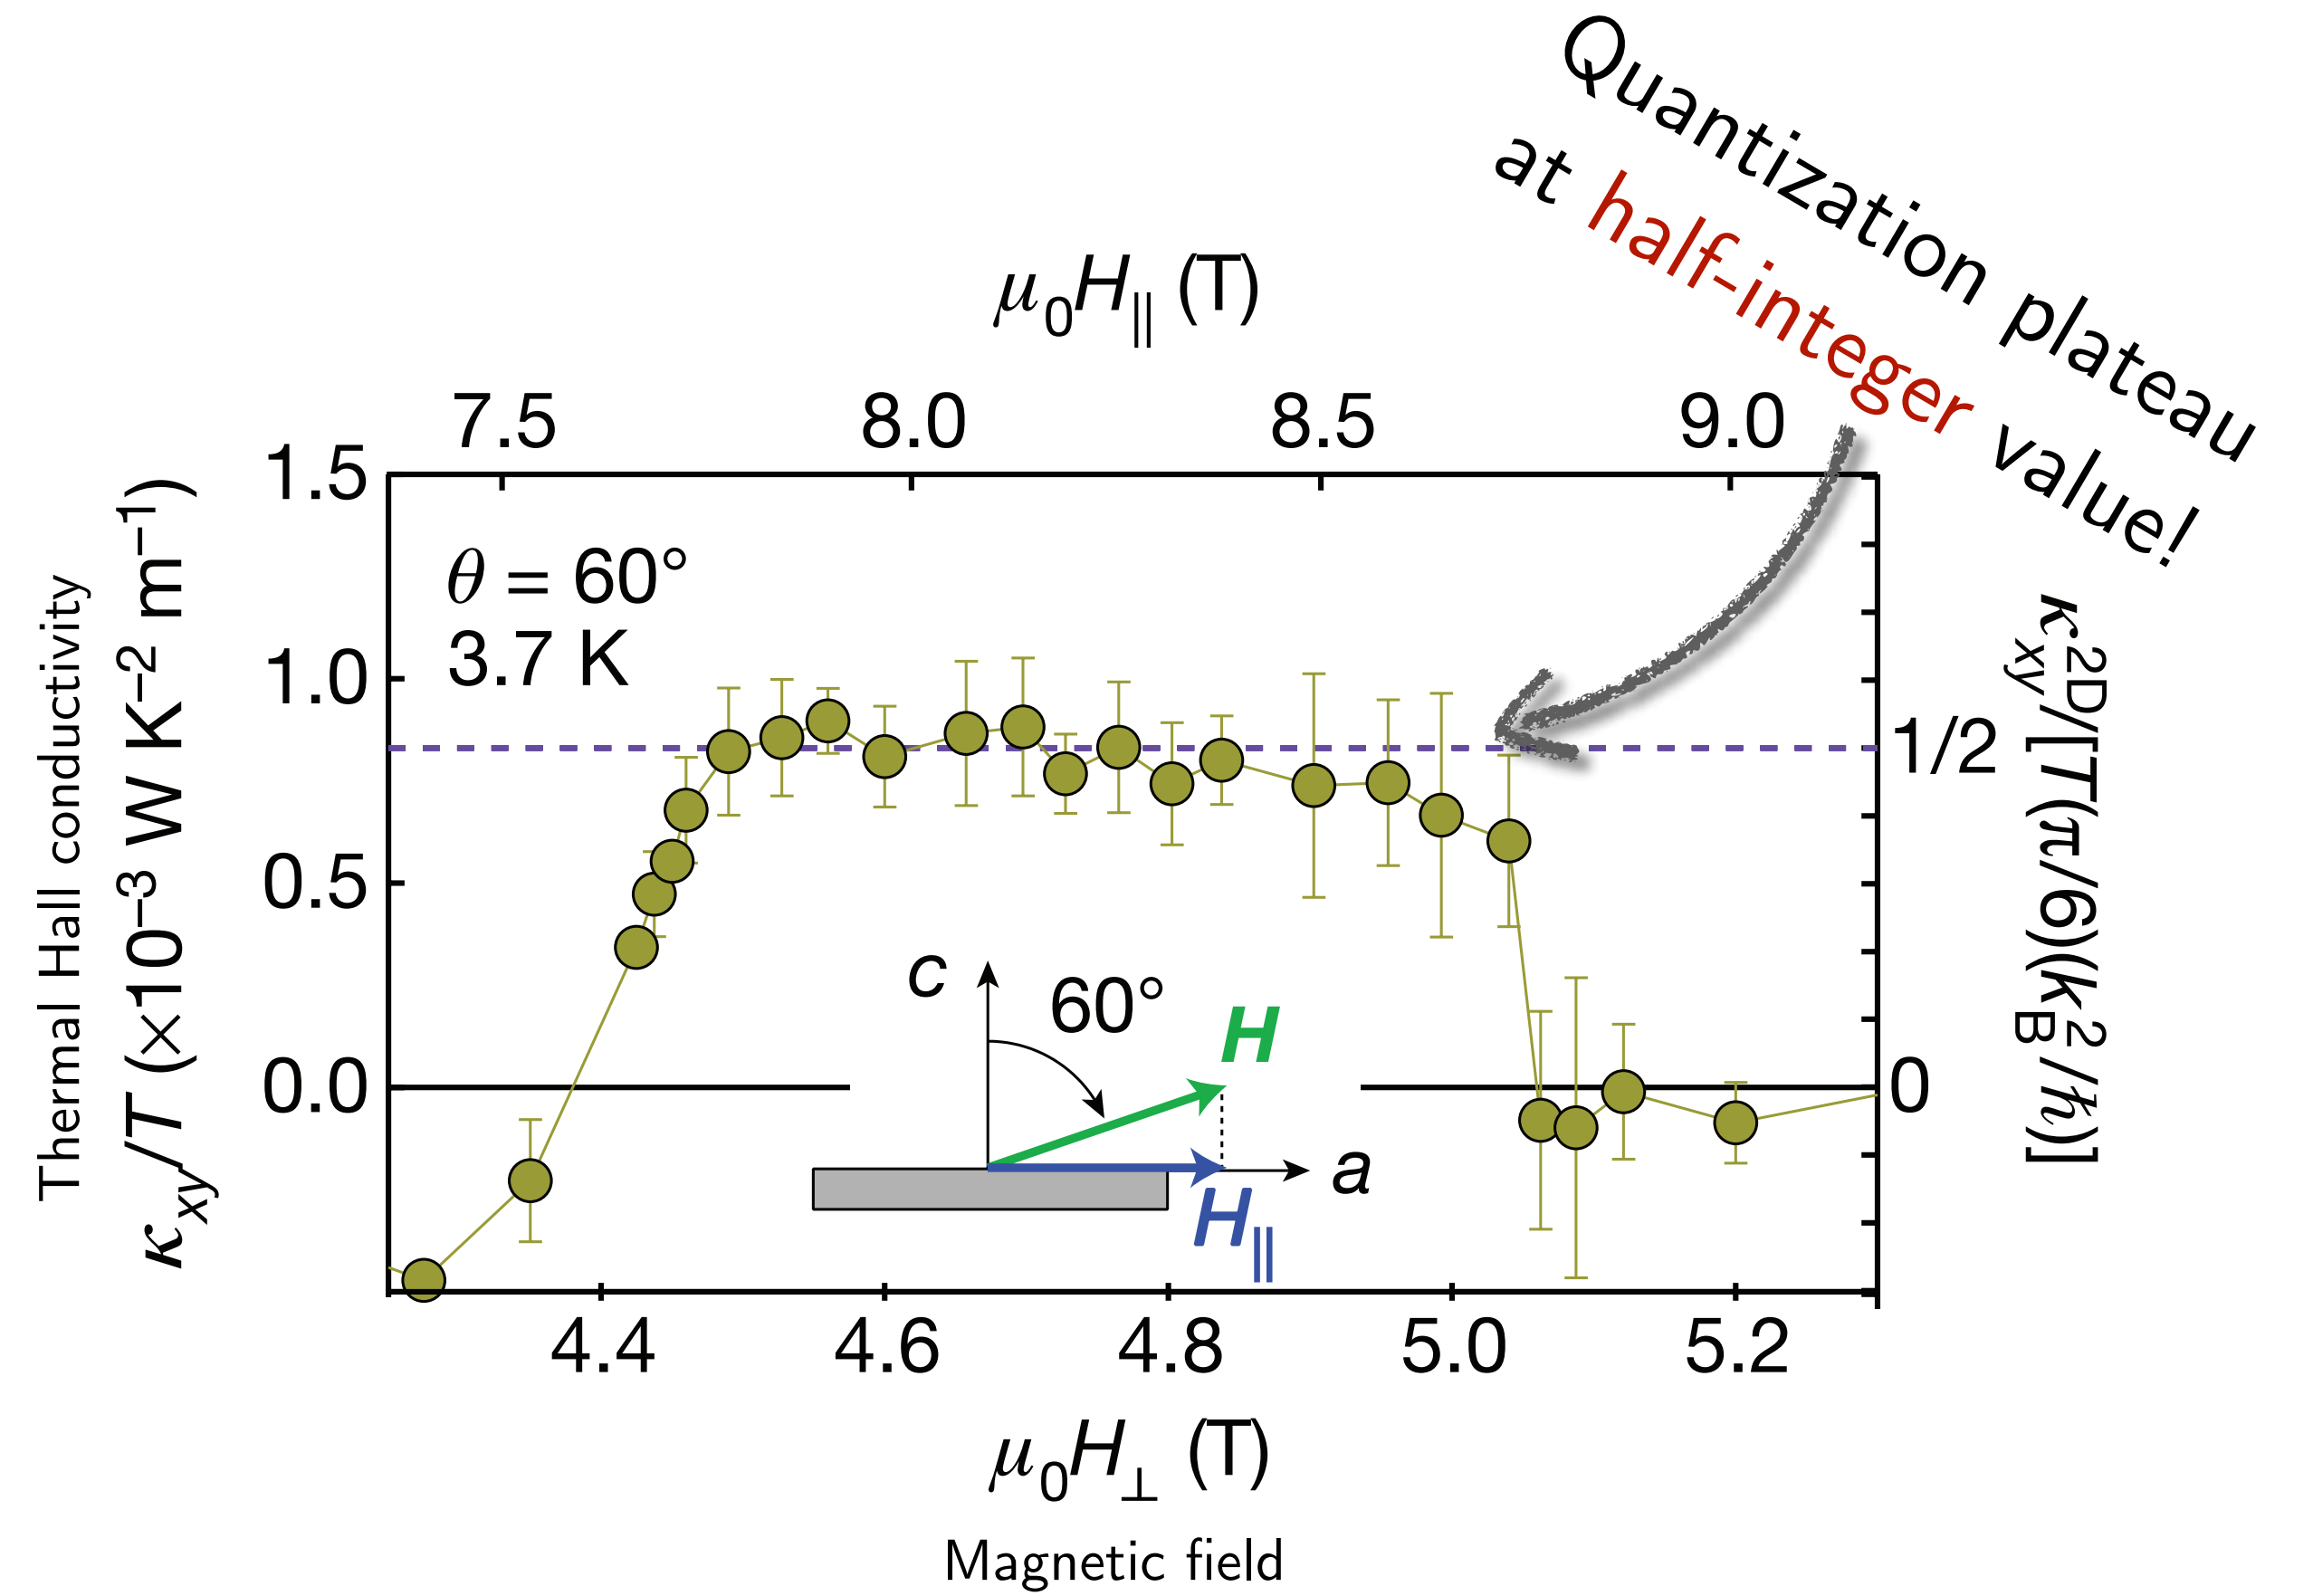 Quantization plateau
at half-integer value!
μ₀H∥ (T)
7.5 8.0 8.5 9.0
Thermal Hall conductivity
κxy/T (×10⁻³ W K⁻² m⁻¹)
1.5
1.0
0.5
0.0
θ = 60°
3.7 K
c
60°
H
a
H∥
1/2
0
κxy²ᴰ/[T(π/6)(kB²/ℏ)]
4.4 4.6 4.8 5.0 5.2
μ₀H⊥ (T)
Magnetic field